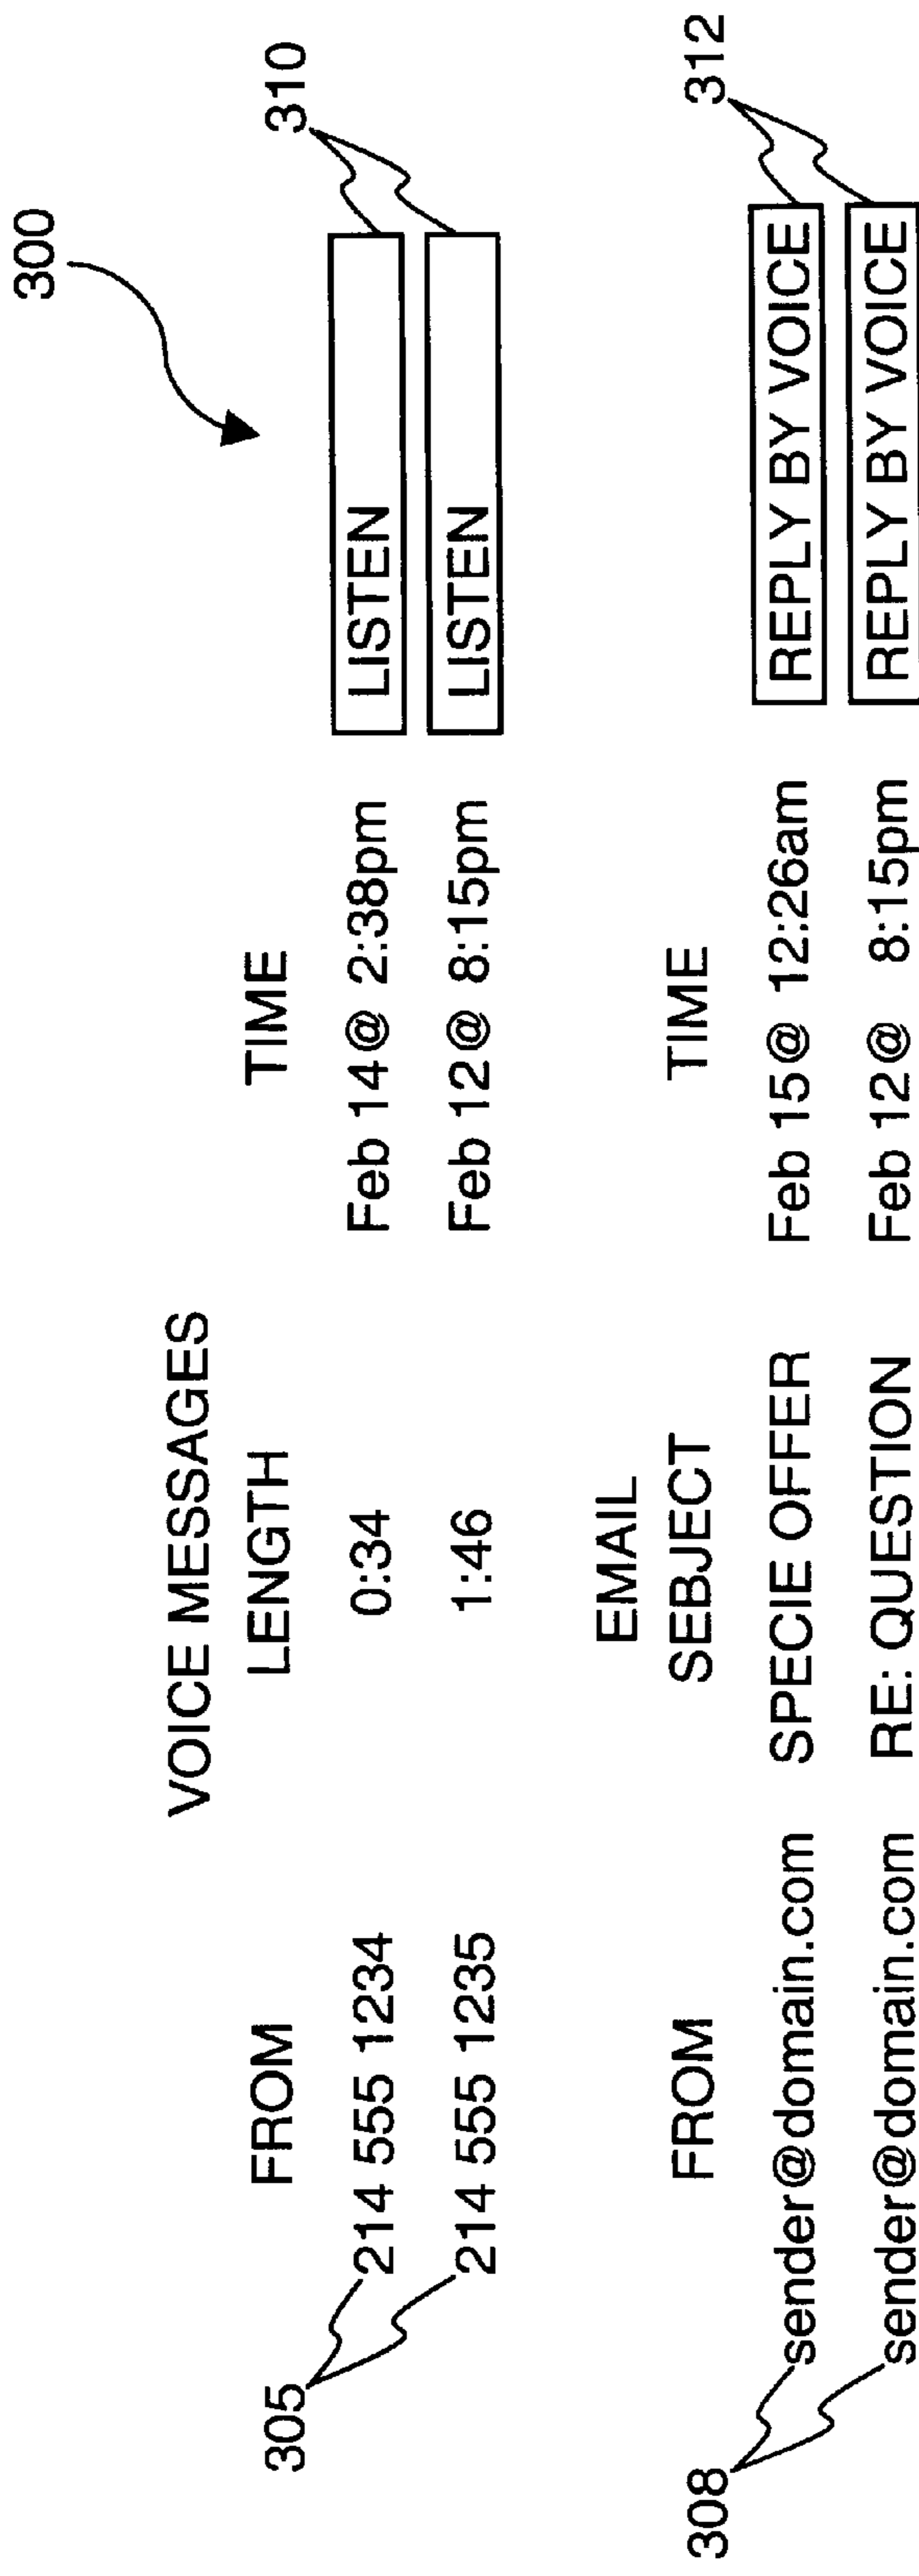 300
VOICE MESSAGES
FROM LENGTH TIME 310
305 214 555 1234 0:34 Feb 14@ 2:38pm LISTEN
214 555 1235 1:46 Feb 12@ 8:15pm LISTEN
EMAIL
FROM SEBJECT TIME 312
308 sender@domain.com SPECIE OFFER Feb 15@ 12:26am REPLY BY VOICE
sender@domain.com RE: QUESTION Feb 12@ 8:15pm REPLY BY VOICE